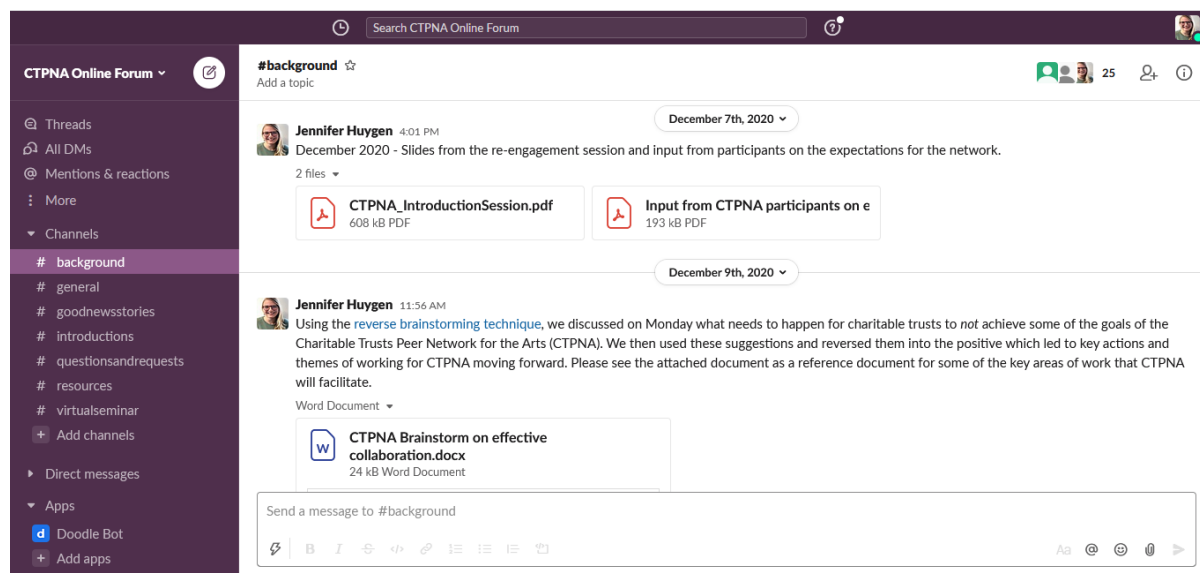 Search CTPNA Online Forum
CTPNA Online Forum
Threads
All DMs
@ Mentions & reactions
More
Channels
# background
# general
# goodnewsstories
# introductions
# questionsandrequests
# resources
# virtualseminar
+ Add channels
Direct messages
Apps
d Doodle Bot
+ Add apps
#background
Add a topic
25
December 7th, 2020
Jennifer Huygen 4:01 PM
December 2020 - Slides from the re-engagement session and input from participants on the expectations for the network.
2 files
CTPNA_IntroductionSession.pdf
608 kB PDF
Input from CTPNA participants on e
193 kB PDF
December 9th, 2020
Jennifer Huygen 11:56 AM
Using the reverse brainstorming technique, we discussed on Monday what needs to happen for charitable trusts to not achieve some of the goals of the
Charitable Trusts Peer Network for the Arts (CTPNA). We then used these suggestions and reversed them into the positive which led to key actions and
themes of working for CTPNA moving forward. Please see the attached document as a reference document for some of the key areas of work that CTPNA
will facilitate.
Word Document
W
CTPNA Brainstorm on effective
collaboration.docx
24 kB Word Document
Send a message to #background
B I S </> Aa @